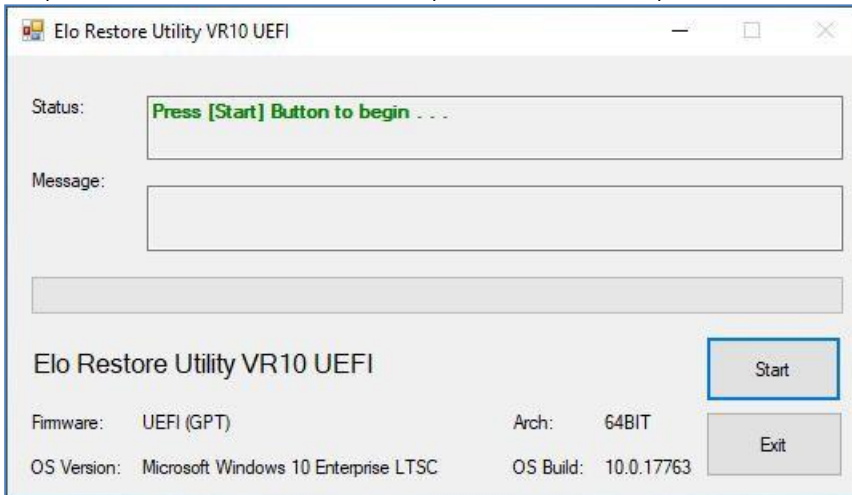 Elo Restore Utility VR10 UEFI
Status:
Press [Start] Button to begin . . .
Message:
Elo Restore Utility VR10 UEFI
Start
Firmware: UEFI (GPT) Arch: 64BIT
Exit
OS Version: Microsoft Windows 10 Enterprise LTSC OS Build: 10.0.17763